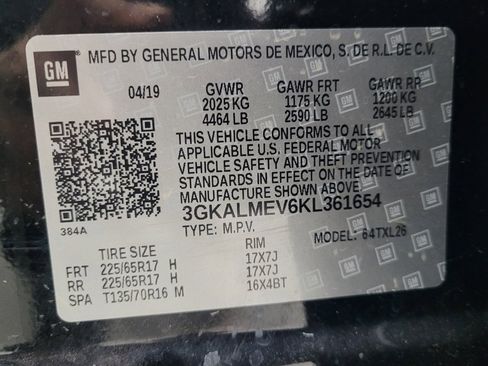 GM
MFD BY GENERAL MOTORS DE MEXICO, S. DE R.L. DE C.V.
04/19 GVWR GAWR FRT GAWR RR
2025 KG 1175 KG 1200 KG
4464 LB 2590 LB 2645 LB
THIS VEHICLE CONFORMS TO ALL
APPLICABLE U.S. FEDERAL MOTOR
VEHICLE SAFETY AND THEFT PREVENTION
STANDARDS IN EFFECT ON THE DATE OF
MANUFACTURE SHOWN ABOVE.
3GKALMEV6KL361654
384A
TYPE: M.P.V. MODEL: 64TXL26
TIRE SIZE RIM
FRT 225/65R17 H 17X7J
RR 225/65R17 H 17X7J
SPA T135/70R16 M 16X4BT